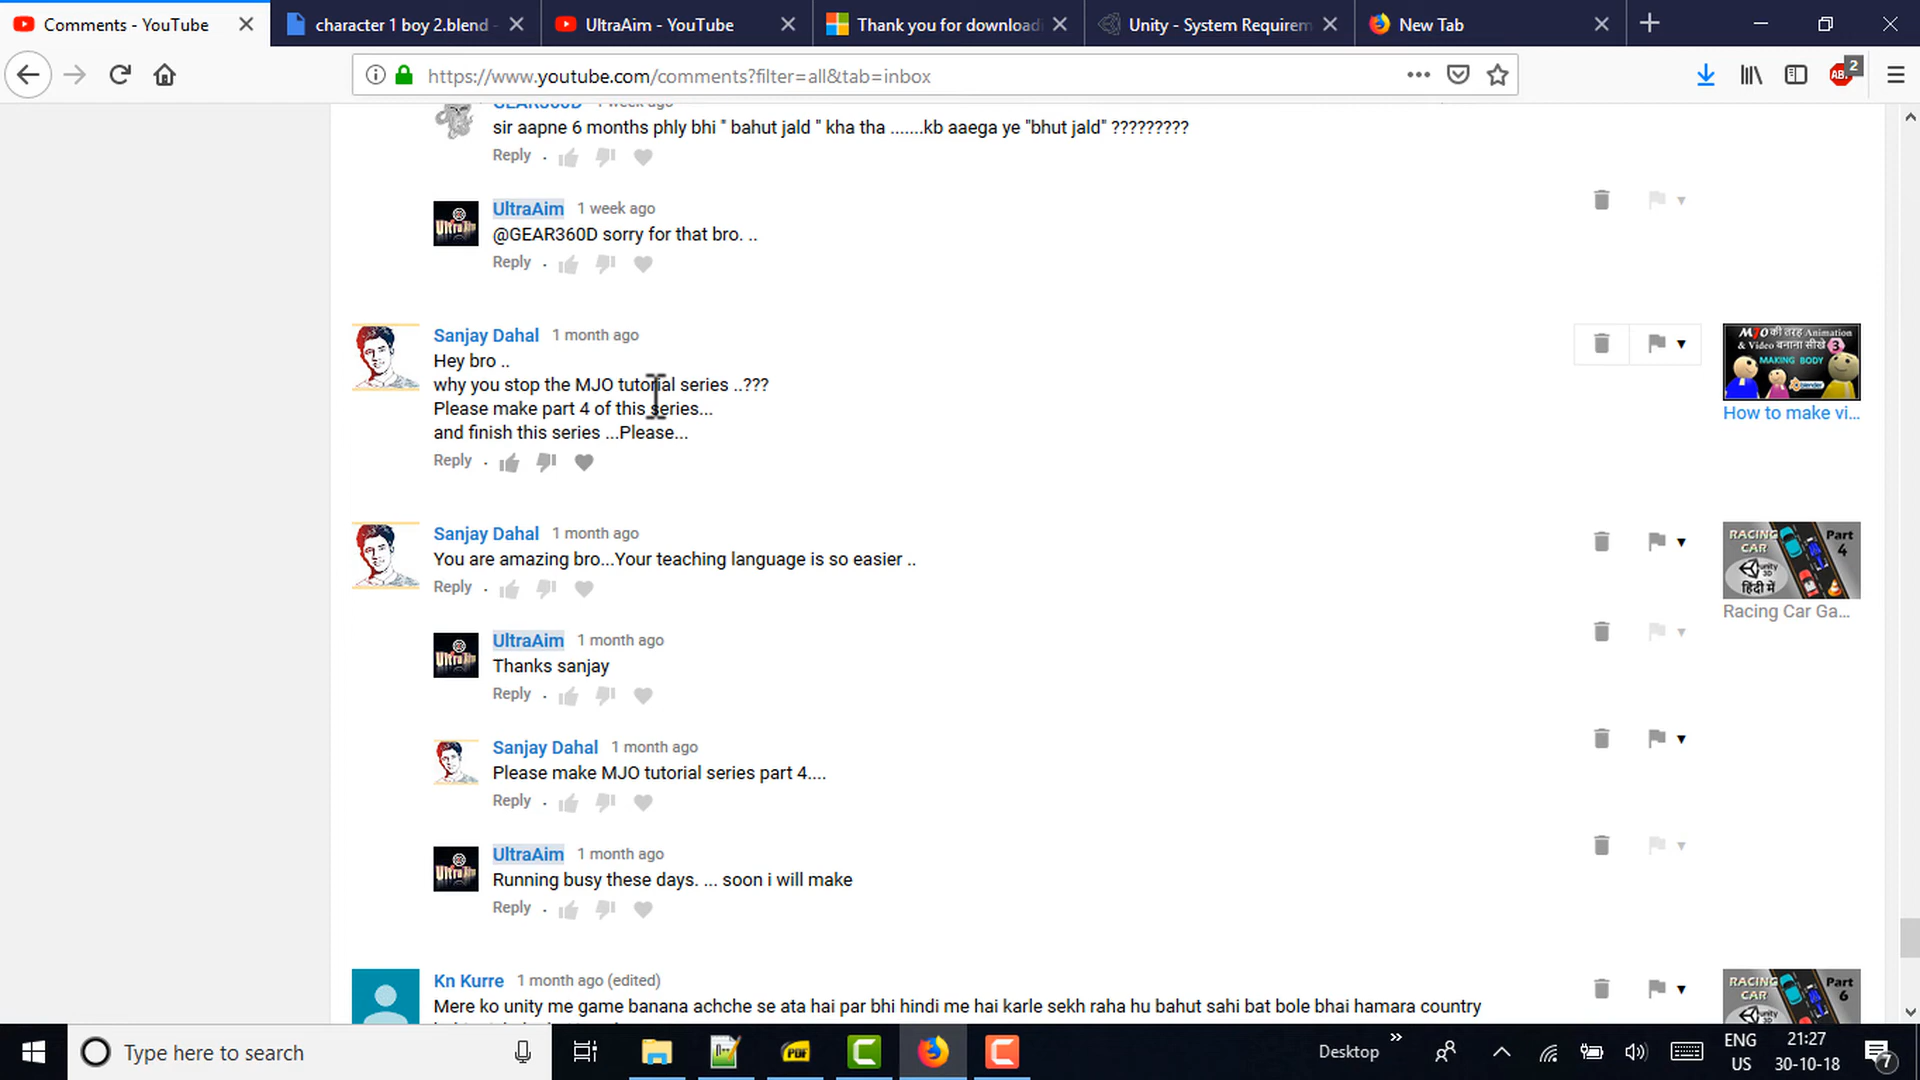 Comments - YouTube
character 1 boy 2.blend -
UltraAim - YouTube
Thank you for downloadi
Unity - System Requirem
New Tab
https://www.youtube.com/comments?filter=all&tab=inbox
ABP
2
GEAR360D 1 week ago
sir aapne 6 months phly bhi " bahut jald " kha tha .......kb aaega ye "bhut jald" ?????????
Reply .
UltraAim 1 week ago
@GEAR360D sorry for that bro. ..
Reply .
Sanjay Dahal 1 month ago
Hey bro ..
why you stop the MJO tutorial series ..???
Please make part 4 of this series...
and finish this series ...Please...
Reply .
MJO की तरह Animation
& Video बनाना सीखे 3
MAKING BODY
blender
How to make vi...
Sanjay Dahal 1 month ago
You are amazing bro...Your teaching language is so easier ..
Reply .
RACING
CAR
Part
4
unity
3D
हिंदी में
Racing Car Ga...
UltraAim 1 month ago
Thanks sanjay
Reply .
Sanjay Dahal 1 month ago
Please make MJO tutorial series part 4....
Reply .
UltraAim 1 month ago
Running busy these days. ... soon i will make
Reply .
Kn Kurre 1 month ago (edited)
Mere ko unity me game banana achche se ata hai par bhi hindi me hai karle sekh raha hu bahut sahi bat bole bhai hamara country
RACING
CAR
Part
6
unity
Type here to search
PDF
Desktop
ENG
US
21:27
30-10-18
7